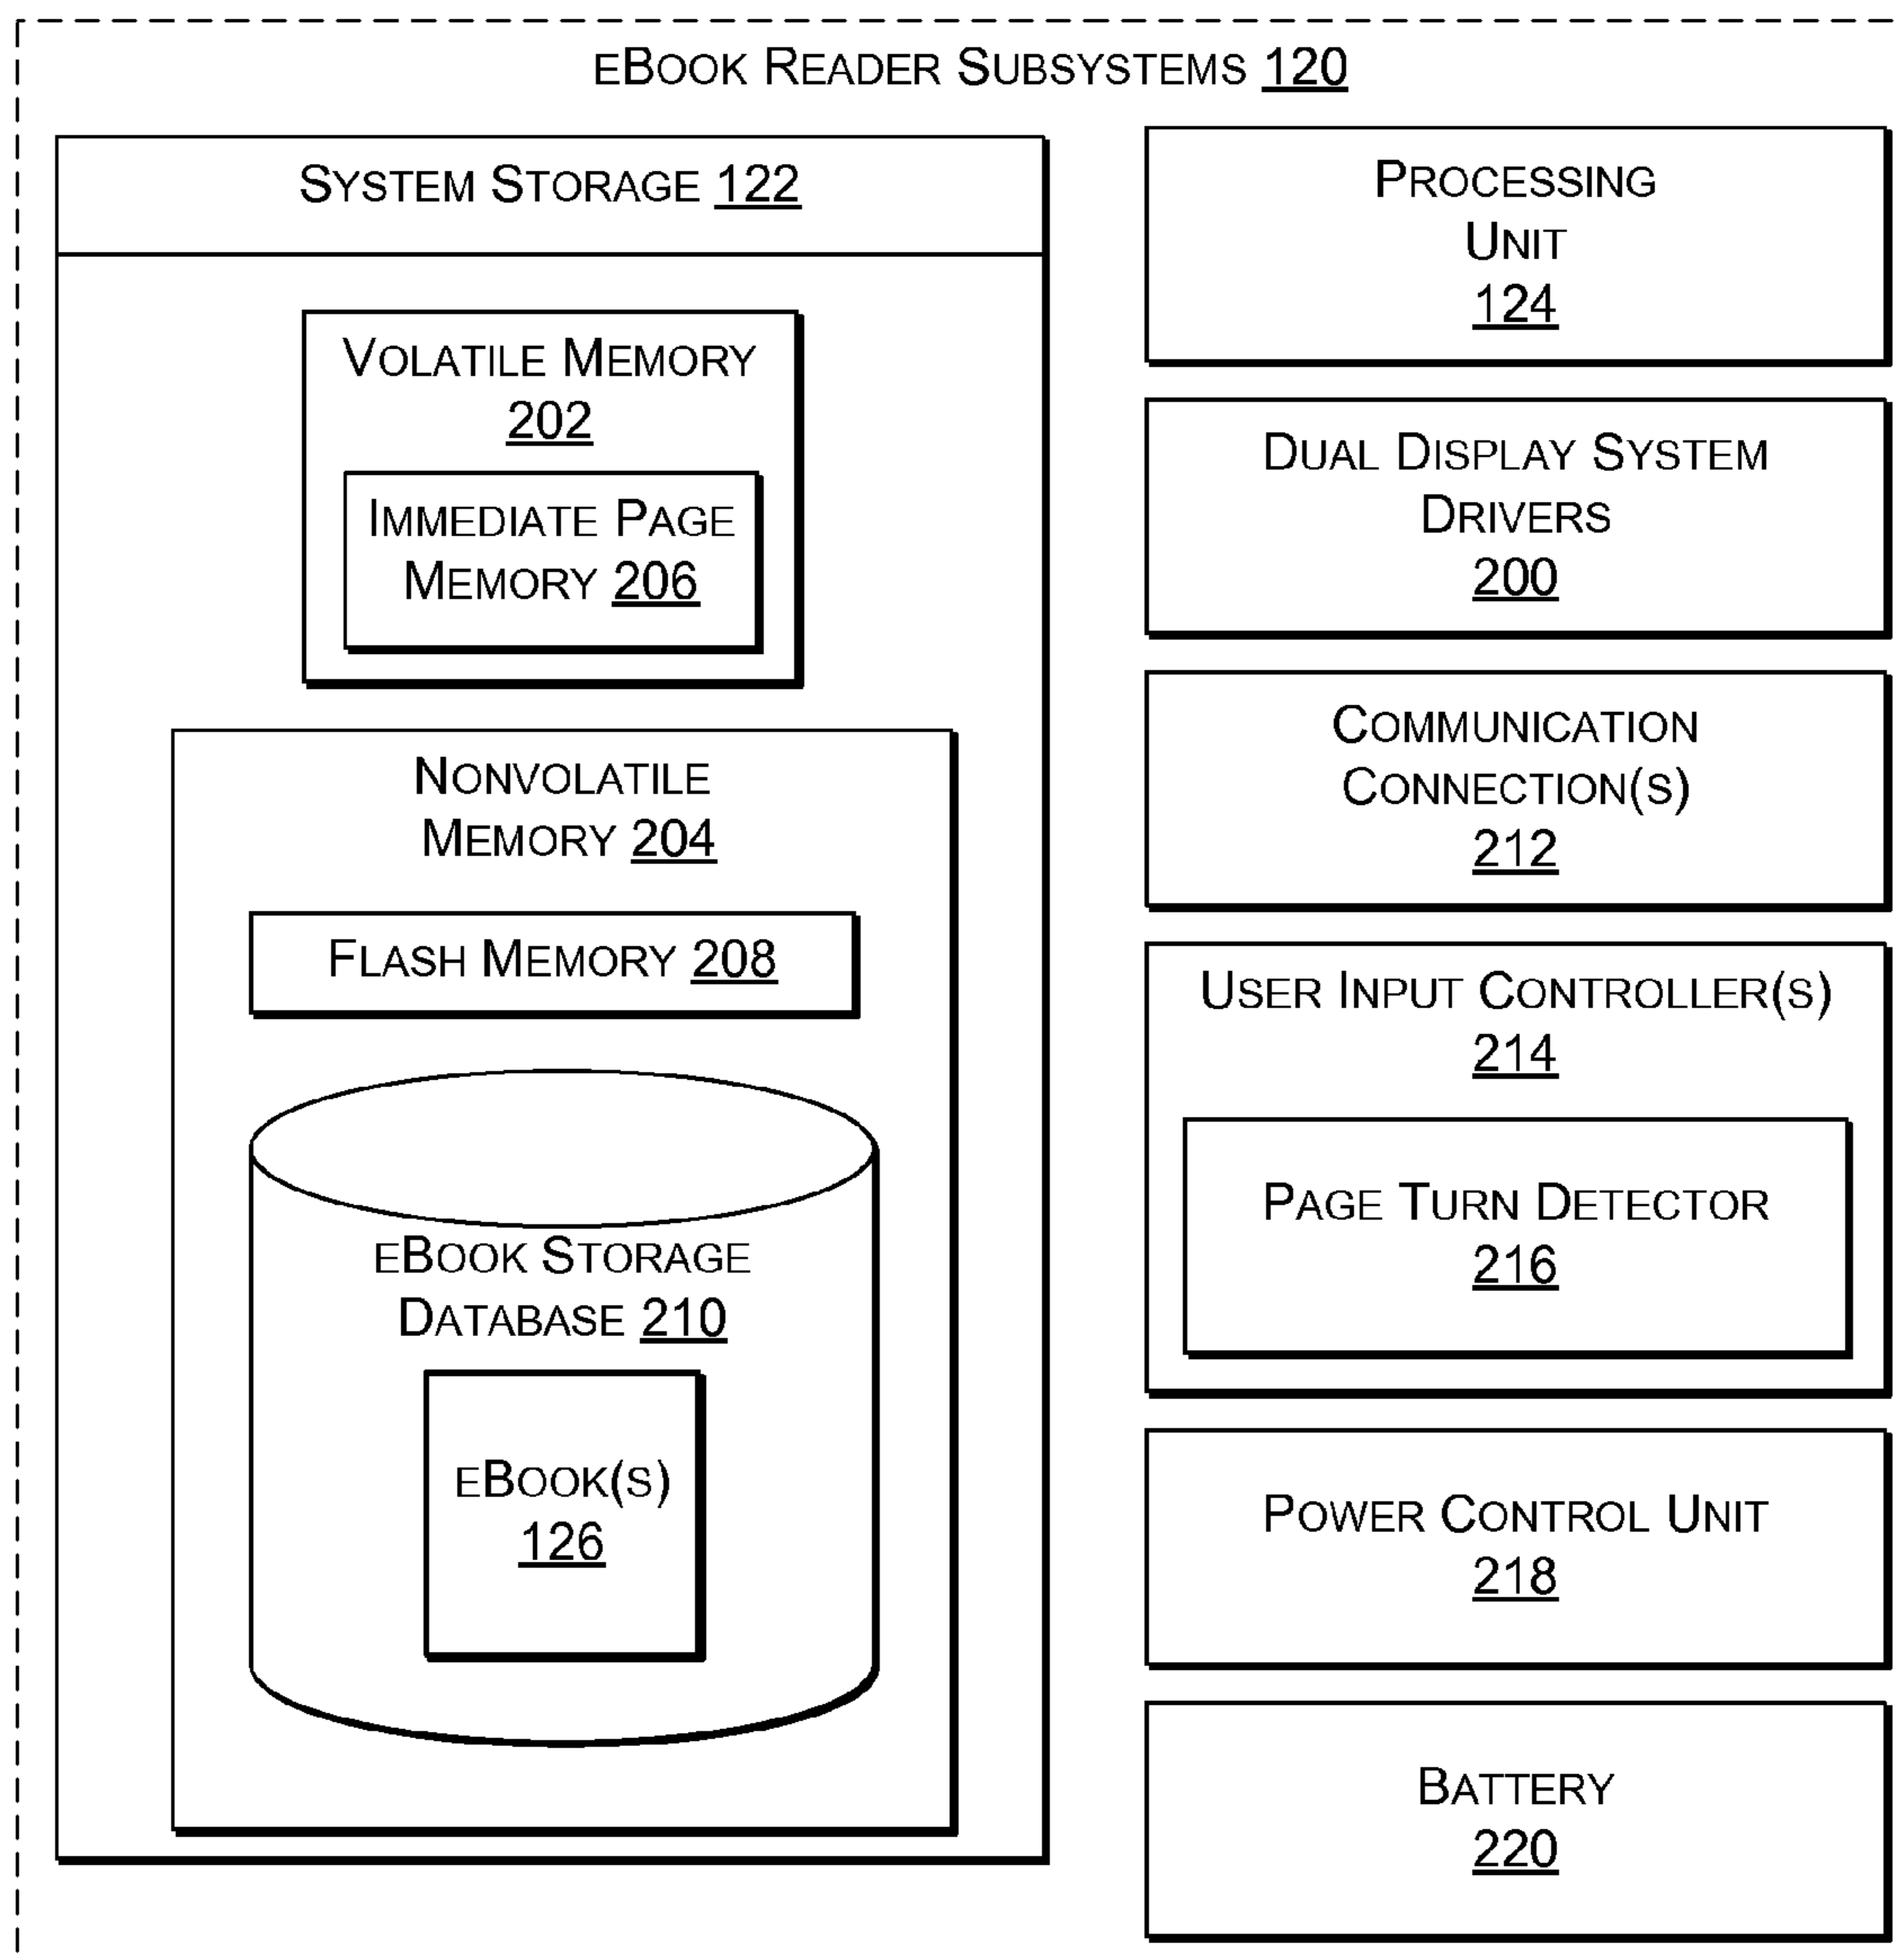 eBook Reader Subsystems 120
System Storage 122
Volatile Memory
202
Immediate Page
Memory 206
Nonvolatile
Memory 204
Flash Memory 208
eBook Storage
Database 210
eBook(s)
126
Processing
Unit
124
Dual Display System
Drivers
200
Communication
Connection(s)
212
User Input Controller(s)
214
Page Turn Detector
216
Power Control Unit
218
Battery
220